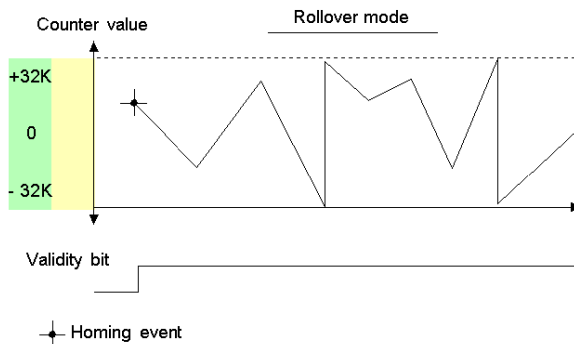 Rollover mode
Counter value
+32K
0
- 32K
Validity bit
Homing event